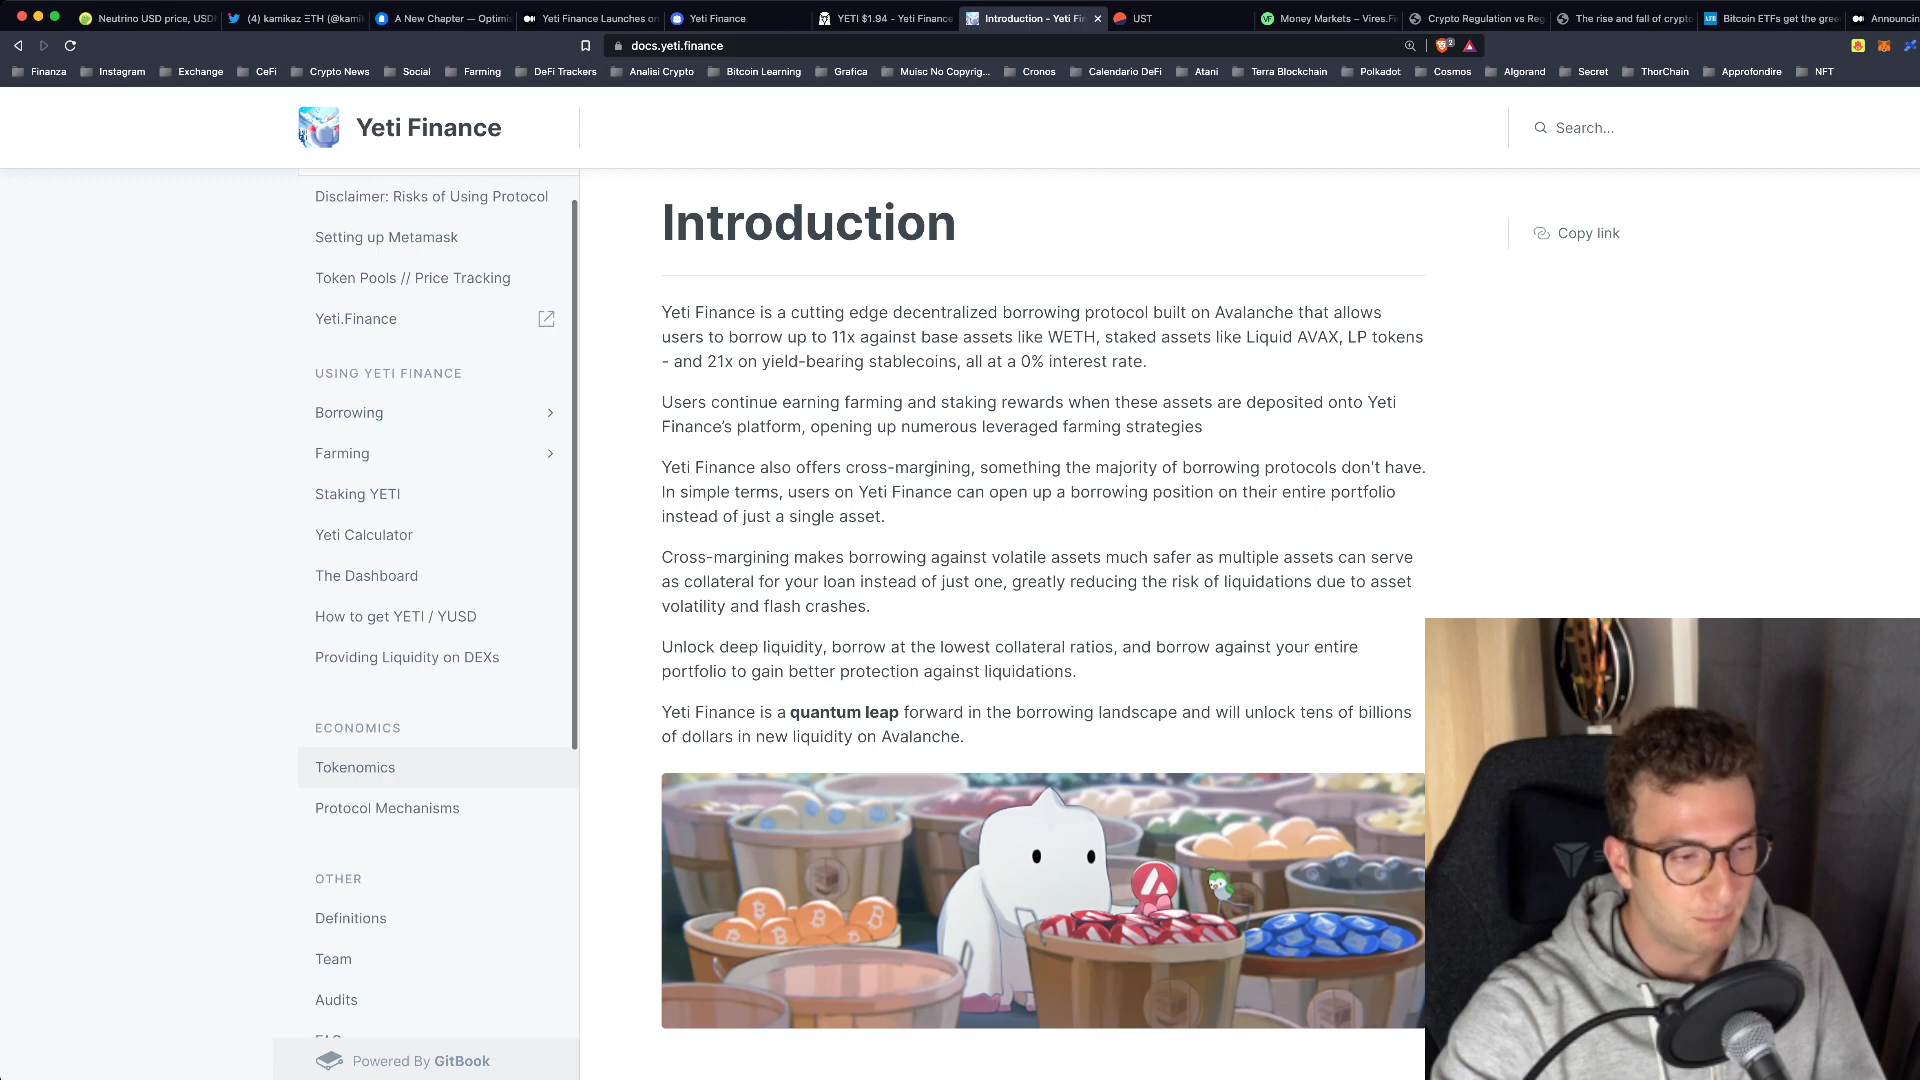 Neutrino USD price, USD
(4) kamikaz ΞTH (@kami
A New Chapter — Optimis
Yeti Finance Launches on
Yeti Finance
YETI $1.94 - Yeti Finance
Introduction - Yeti Fin
UST
Money Markets – Vires.Fi
Crypto Regulation vs Reg
The rise and fall of crypto
Bitcoin ETFs get the gree
Announcin
docs.yeti.finance
2
Finanza
Instagram
Exchange
CeFi
Crypto News
Social
Farming
DeFi Trackers
Analisi Crypto
Bitcoin Learning
Grafica
Muisc No Copyrig...
Cronos
Calendario DeFi
Atani
Terra Blockchain
Polkadot
Cosmos
Algorand
Secret
ThorChain
Approfondire
NFT
Yeti Finance
Search...
Disclaimer: Risks of Using Protocol
Setting up Metamask
Token Pools // Price Tracking
Yeti.Finance
USING YETI FINANCE
Borrowing
Farming
Staking YETI
Yeti Calculator
The Dashboard
How to get YETI / YUSD
Providing Liquidity on DEXs
ECONOMICS
Tokenomics
Protocol Mechanisms
OTHER
Definitions
Team
Audits
Powered By GitBook
Introduction
Copy link
Yeti Finance is a cutting edge decentralized borrowing protocol built on Avalanche that allows
users to borrow up to 11x against base assets like WETH, staked assets like Liquid AVAX, LP tokens
- and 21x on yield-bearing stablecoins, all at a 0% interest rate.
Users continue earning farming and staking rewards when these assets are deposited onto Yeti
Finance’s platform, opening up numerous leveraged farming strategies
Yeti Finance also offers cross-margining, something the majority of borrowing protocols don't have.
In simple terms, users on Yeti Finance can open up a borrowing position on their entire portfolio
instead of just a single asset.
Cross-margining makes borrowing against volatile assets much safer as multiple assets can serve
as collateral for your loan instead of just one, greatly reducing the risk of liquidations due to asset
volatility and flash crashes.
Unlock deep liquidity, borrow at the lowest collateral ratios, and borrow against your entire
portfolio to gain better protection against liquidations.
Yeti Finance is a quantum leap forward in the borrowing landscape and will unlock tens of billions
of dollars in new liquidity on Avalanche.